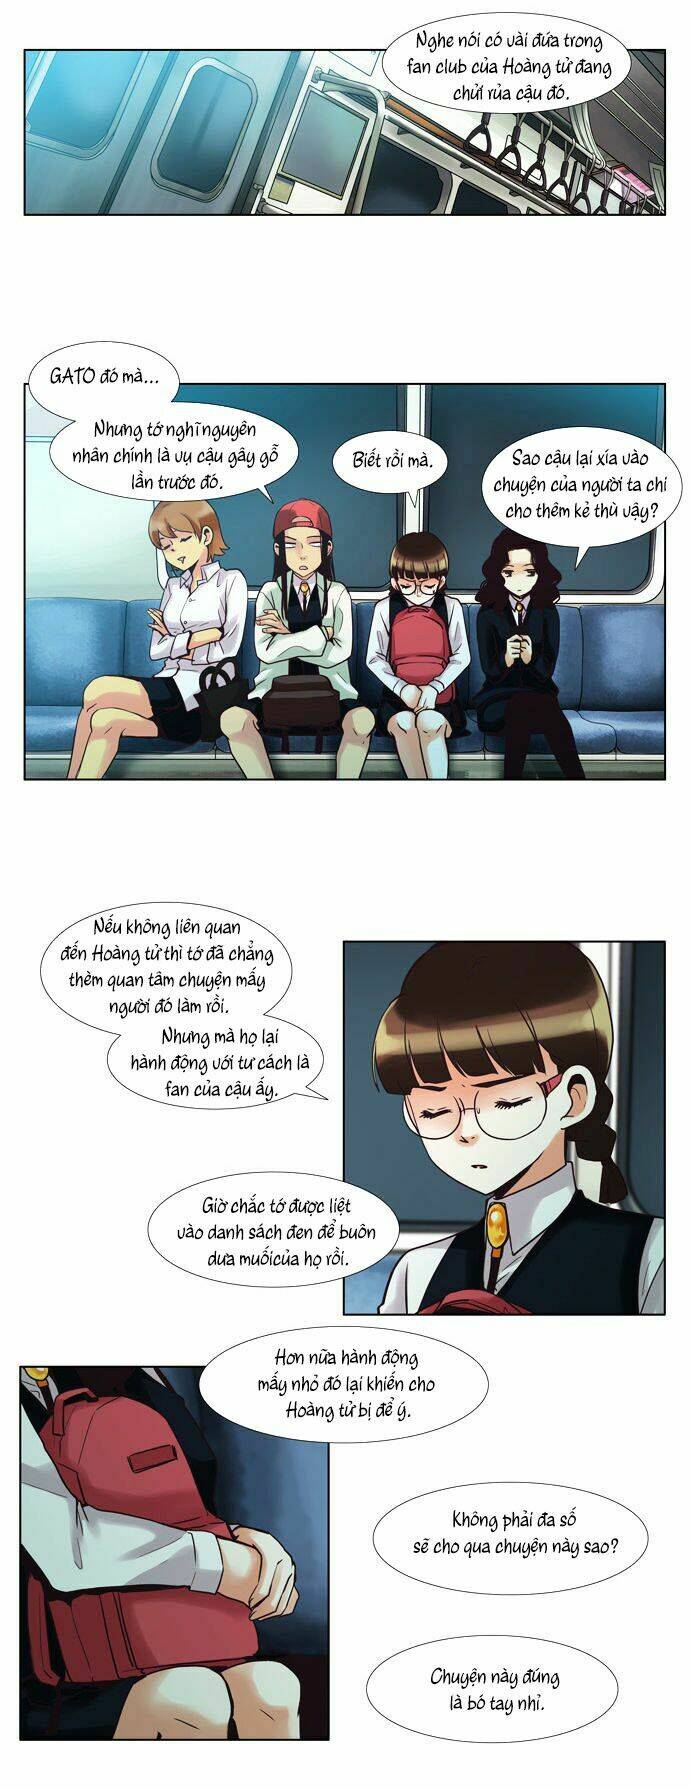 Nghe nói có vài đứa trong
fan club của Hoàng tử đang
chửi rủa cậu đó.
GATO đó mà...
Nhưng tớ nghĩ nguyên
nhân chính là vụ cậu gây gỗ
lần trước đó.
Biết rồi mà.
Sao cậu lại xía vào
chuyện của người ta chi
cho thêm kẻ thù vậy?
Nếu không liên quan
đến Hoàng tử thì tớ đã chẳng
thèm quan tâm chuyện mấy
người đó làm rồi.
Nhưng mà họ lại
hành động với tư cách là
fan của cậu ấy.
Giờ chắc tớ được liệt
vào danh sách đen để buôn
dưa muốicủa họ rồi.
Hơn nữa hành động
mấy nhỏ đó lại khiến cho
Hoàng tử bị để ý.
Không phải đa số
sẽ cho qua chuyện này sao?
Chuyện này đúng
là bó tay nhỉ.